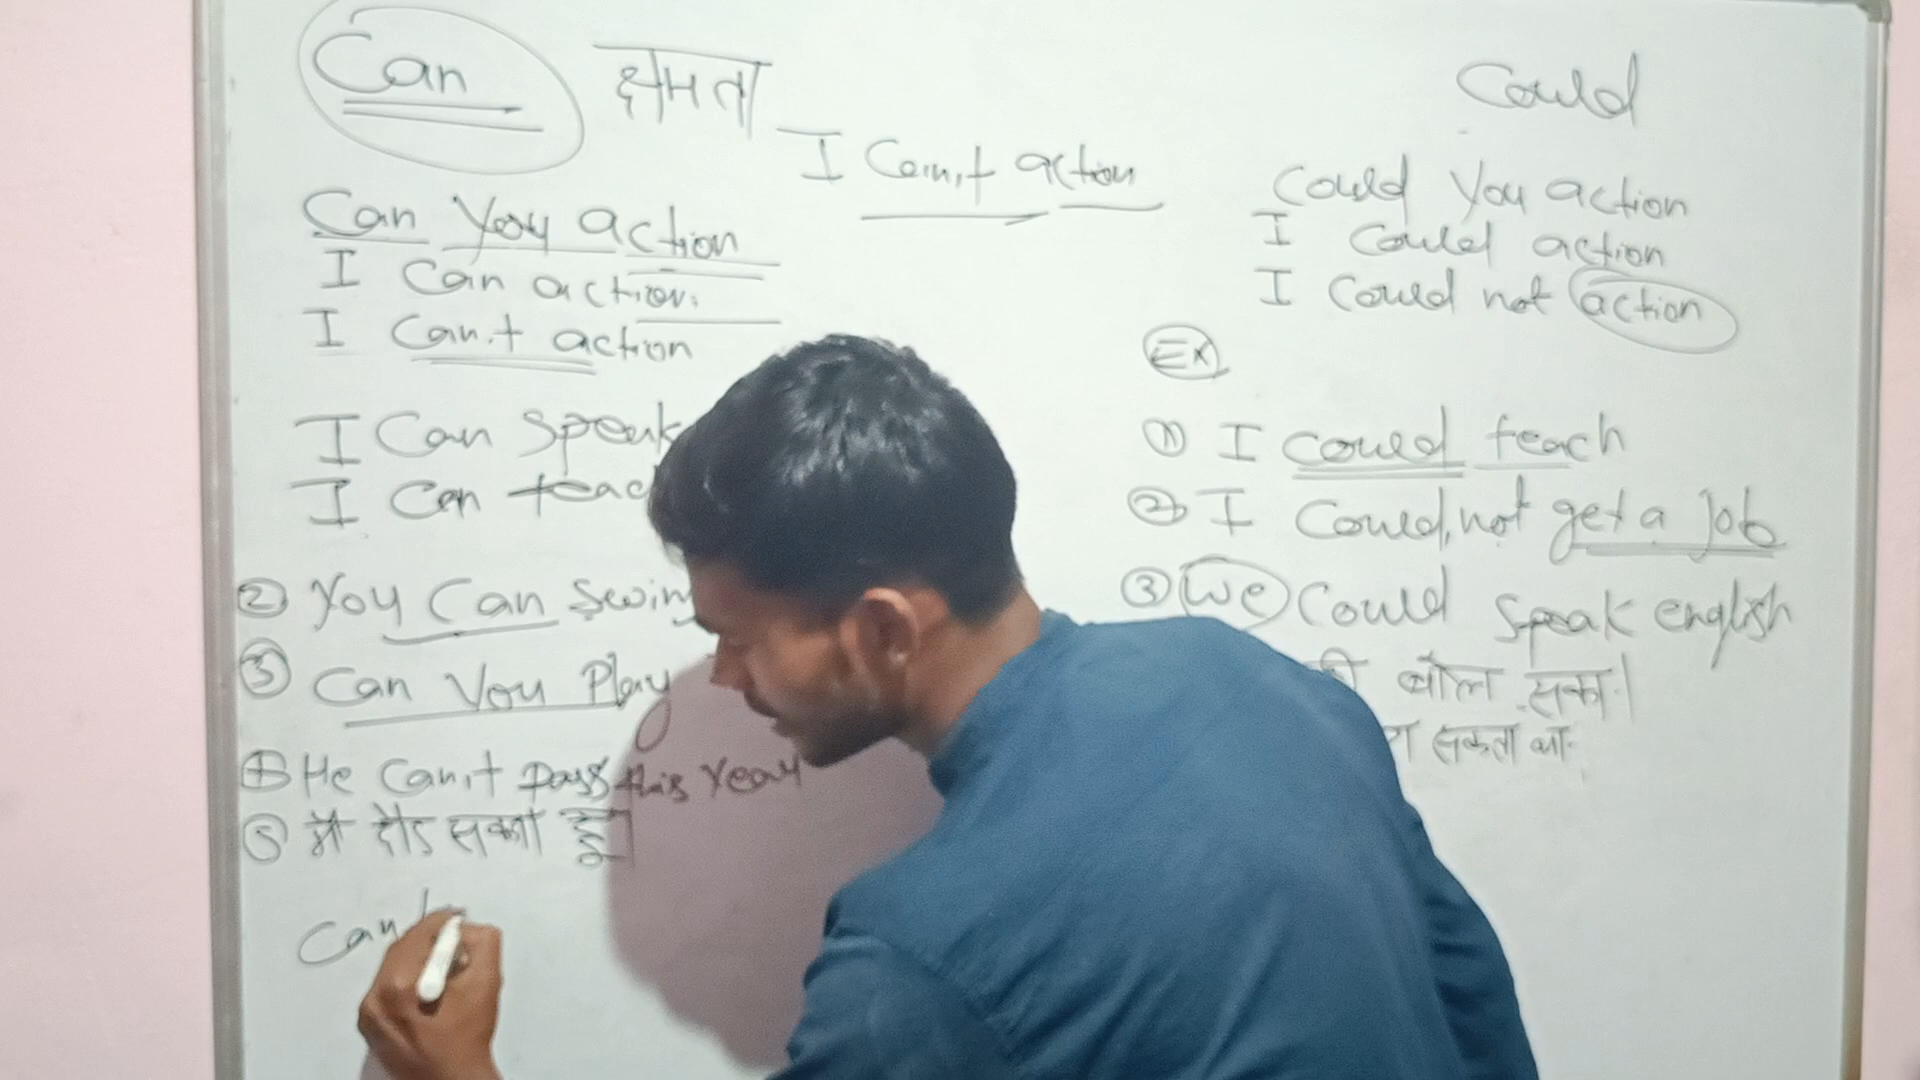 Can क्षमता
I Can,t action
Can You action
I Can action
I Can.t action
I Can Speak
I Can teac
② You Can Swing
③ Can You Play
④ He Can,t Pass this Year
⑤ मै दौड सकता हूँ।
Can
Could
Could You action
I Could action
I Could not action
Ex
① I could teach
② I Could,not get a Job
③ We Could Speak english
बोल सका।
सकता था